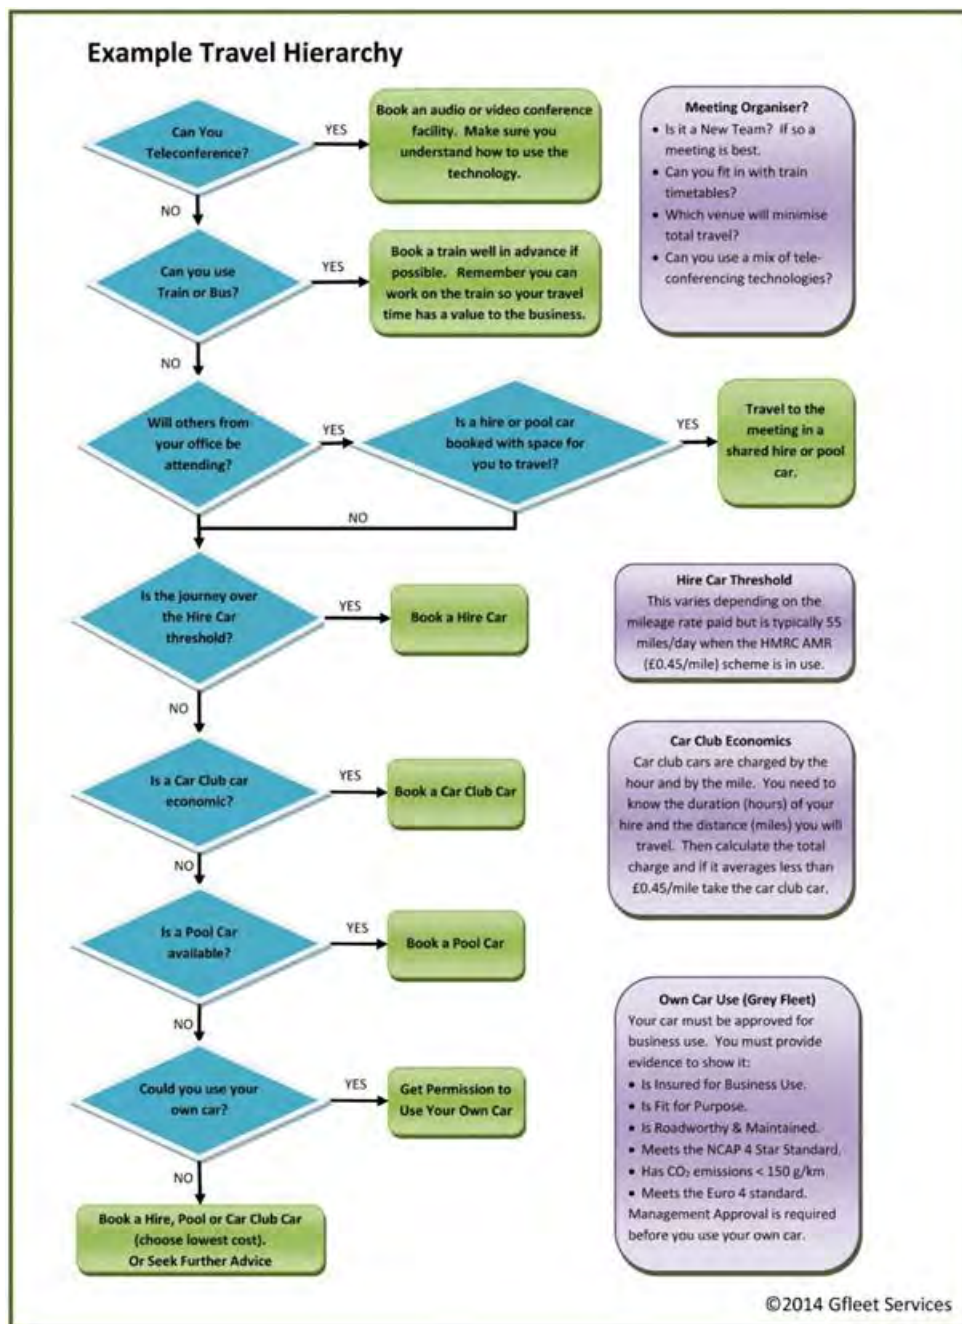 Example Travel Hierarchy
Can You
Teleconference?
YES
Book an audio or video conference
facility. Make sure you
understand how to use the
technology.
Meeting Organiser?
• Is it a New Team? If so a
meeting is best.
• Can you fit in with train
timetables?
• Which venue will minimise
total travel?
• Can you use a mix of tele-
conferencing technologies?
NO
Can you use
Train or Bus?
YES
Book a train well in advance if
possible. Remember you can
work on the train so your travel
time has a value to the business.
NO
Will others from
your office be
attending?
YES
Is a hire or pool car
booked with space for
you to travel?
YES
Travel to the
meeting in a
shared hire or pool
car.
NO
Is the journey over
the Hire Car
threshold?
YES
Book a Hire Car
Hire Car Threshold
This varies depending on the
mileage rate paid but is typically 55
miles/day when the HMRC AMR
(£0.45/mile) scheme is in use.
NO
Is a Car Club car
economic?
YES
Book a Car Club Car
Car Club Economics
Car club cars are charged by the
hour and by the mile. You need to
know the duration (hours) of your
hire and the distance (miles) you will
travel. Then calculate the total
charge and if it averages less than
£0.45/mile take the car club car.
NO
Is a Pool Car
available?
YES
Book a Pool Car
NO
Could you use your
own car?
YES
Get Permission to
Use Your Own Car
Own Car Use (Grey Fleet)
Your car must be approved for
business use. You must provide
evidence to show it:
• Is Insured for Business Use.
• Is Fit for Purpose.
• Is Roadworthy & Maintained.
• Meets the NCAP 4 Star Standard.
• Has CO₂ emissions < 150 g/km
• Meets the Euro 4 standard.
Management Approval is required
before you use your own car.
NO
Book a Hire, Pool or Car Club Car
(choose lowest cost).
Or Seek Further Advice
©2014 Gfleet Services